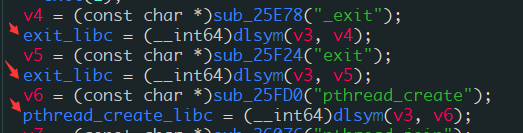 v4 = (const char *)sub_25E78("_exit");
exit_libc = (__int64)dlsym(v3, v4);
v5 = (const char *)sub_25F24("exit");
exit_libc = (__int64)dlsym(v3, v5);
v6 = (const char *)sub_25FD0("pthread_create");
pthread_create_libc = (__int64)dlsym(v3, v6);